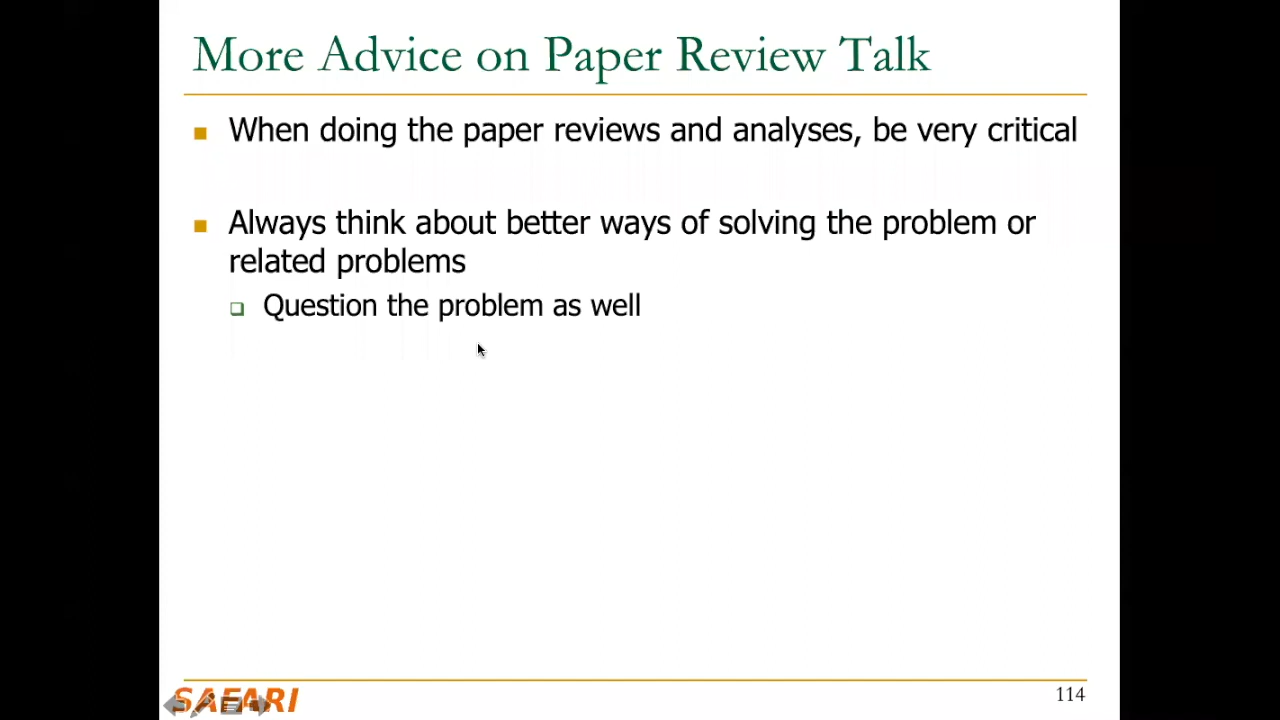 More Advice on Paper Review Talk
When doing the paper reviews and analyses, be very critical
Always think about better ways of solving the problem or
related problems
Question the problem as well
SAFARI
114